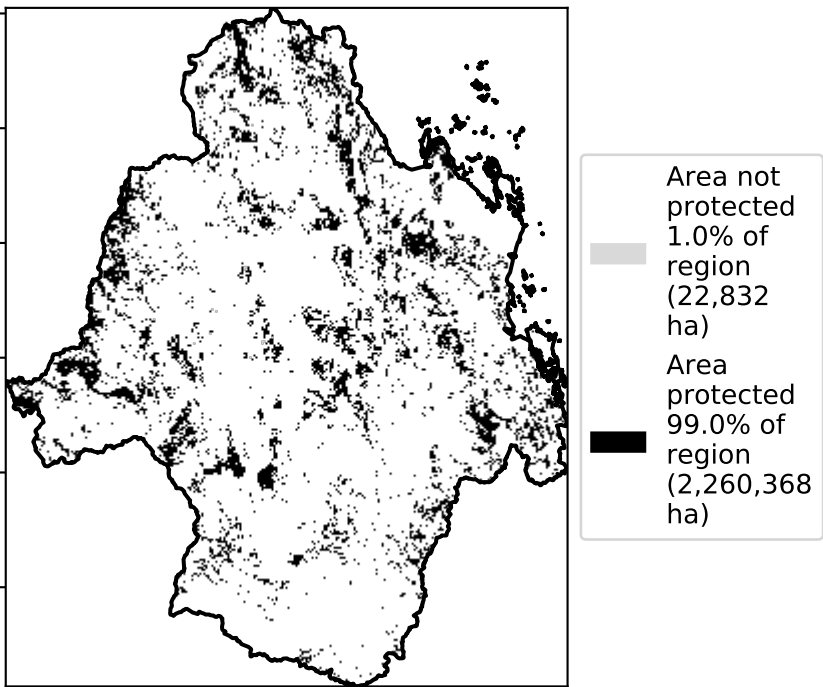 Area not
protected
1.0% of
region
(22,832
ha)
Area
protected
99.0% of
region
(2,260,368
ha)